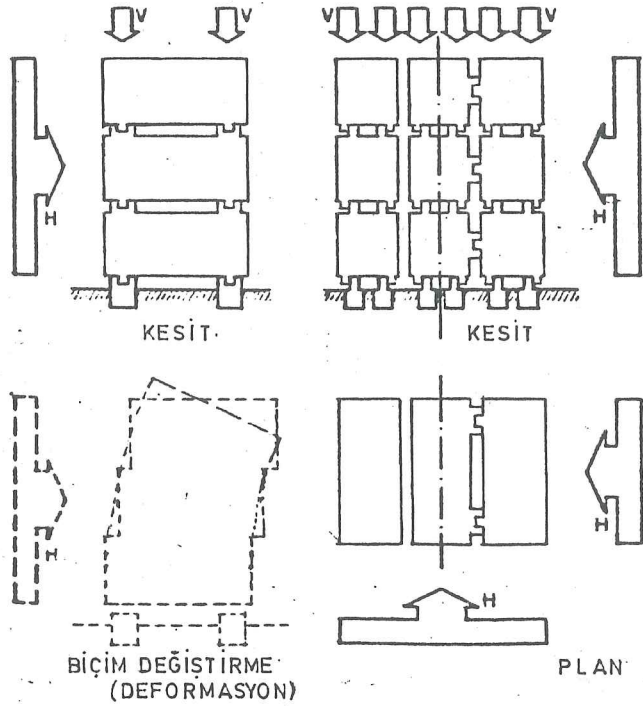 V V V V
H H
KESİT. KESİT
H H
H
BİÇİM DEĞİŞTİRME
(DEFORMASYON)
PLAN